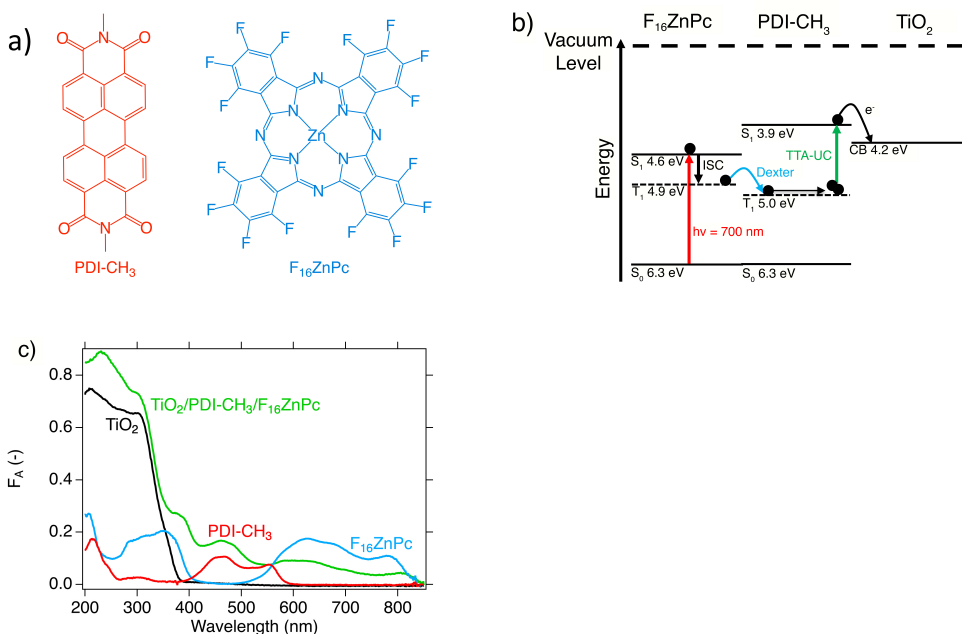 a)
O
N
O
O
N
O
PDI-CH₃
F
F
F
F
F
F
F
F
N
N
N
Zn
N
N
N
N
N
F
F
F
F
F
F
F
F
F₁₆ZnPc
b)
F₁₆ZnPc
PDI-CH₃
TiO₂
Vacuum
Level
Energy
S₁ 4.6 eV
ISC
T₁ 4.9 eV
Dexter
hν = 700 nm
S₀ 6.3 eV
S₁ 3.9 eV
TTA-UC
T₁ 5.0 eV
S₀ 6.3 eV
e⁻
CB 4.2 eV
c)
F_A (-)
0.8
0.6
0.4
0.2
0.0
TiO₂/PDI-CH₃/F₁₆ZnPc
TiO₂
PDI-CH₃
F₁₆ZnPc
200 300 400 500 600 700 800
Wavelength (nm)